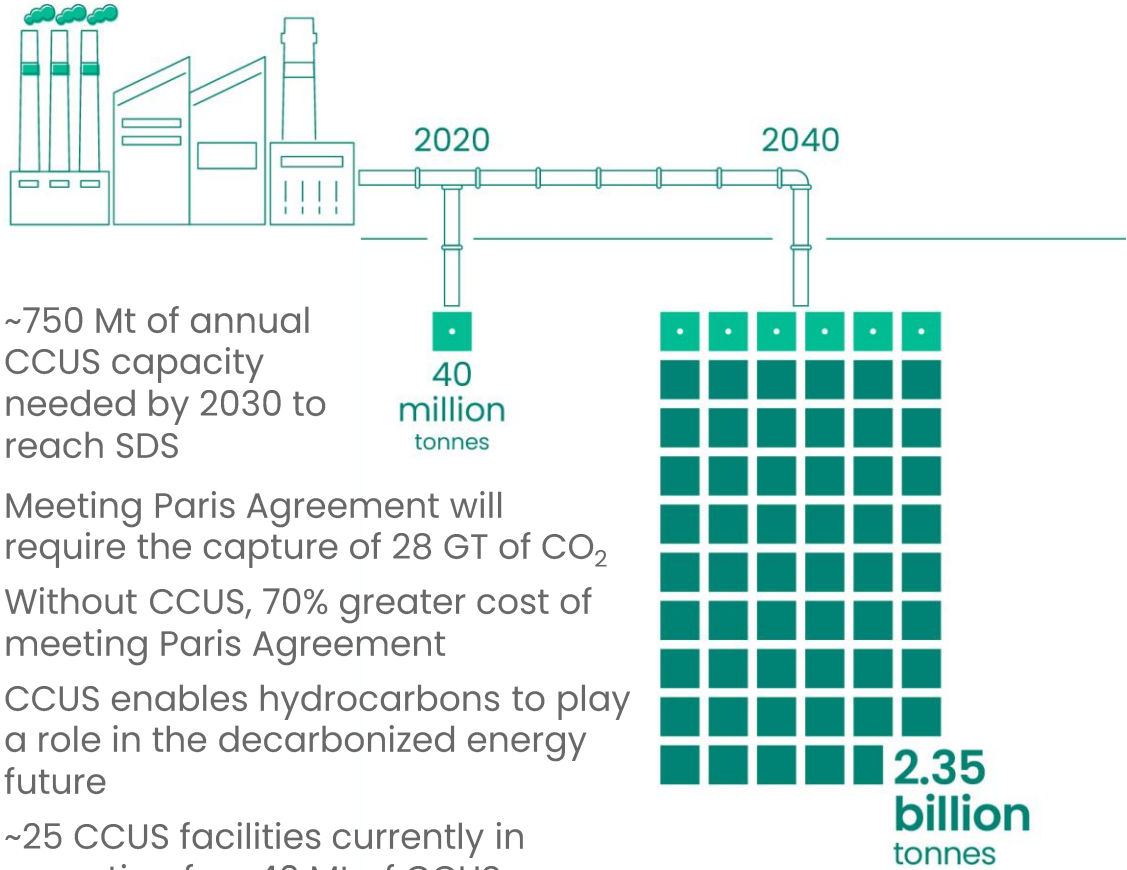 2020
2040
~750 Mt of annual
CCUS capacity
needed by 2030 to
reach SDS
40
million
tonnes
Meeting Paris Agreement will
require the capture of 28 GT of CO₂
Without CCUS, 70% greater cost of
meeting Paris Agreement
CCUS enables hydrocarbons to play
a role in the decarbonized energy
future
2.35
billion
tonnes
~25 CCUS facilities currently in